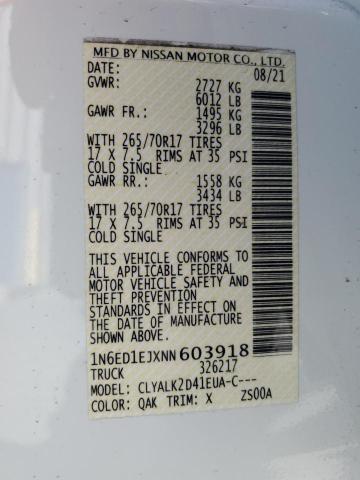 MFD BY NISSAN MOTOR CO., LTD.
DATE: 08/21
GVWR: 2727 KG
6012 LB
GAWR FR.: 1495 KG
3296 LB
WITH 265/70R17 TIRES
17 X 7.5 RIMS AT 35 PSI
COLD SINGLE
GAWR RR.: 1558 KG
3434 LB
WITH 265/70R17 TIRES
17 X 7.5 RIMS AT 35 PSI
COLD SINGLE
THIS VEHICLE CONFORMS TO
ALL APPLICABLE FEDERAL
MOTOR VEHICLE SAFETY AND
THEFT PREVENTION
STANDARDS IN EFFECT ON
THE DATE OF MANUFACTURE
SHOWN ABOVE.
1N6ED1EJXNN603918
TRUCK 326217
MODEL: CLYALK2D41EUA-C---
COLOR: QAK TRIM: X ZS00A